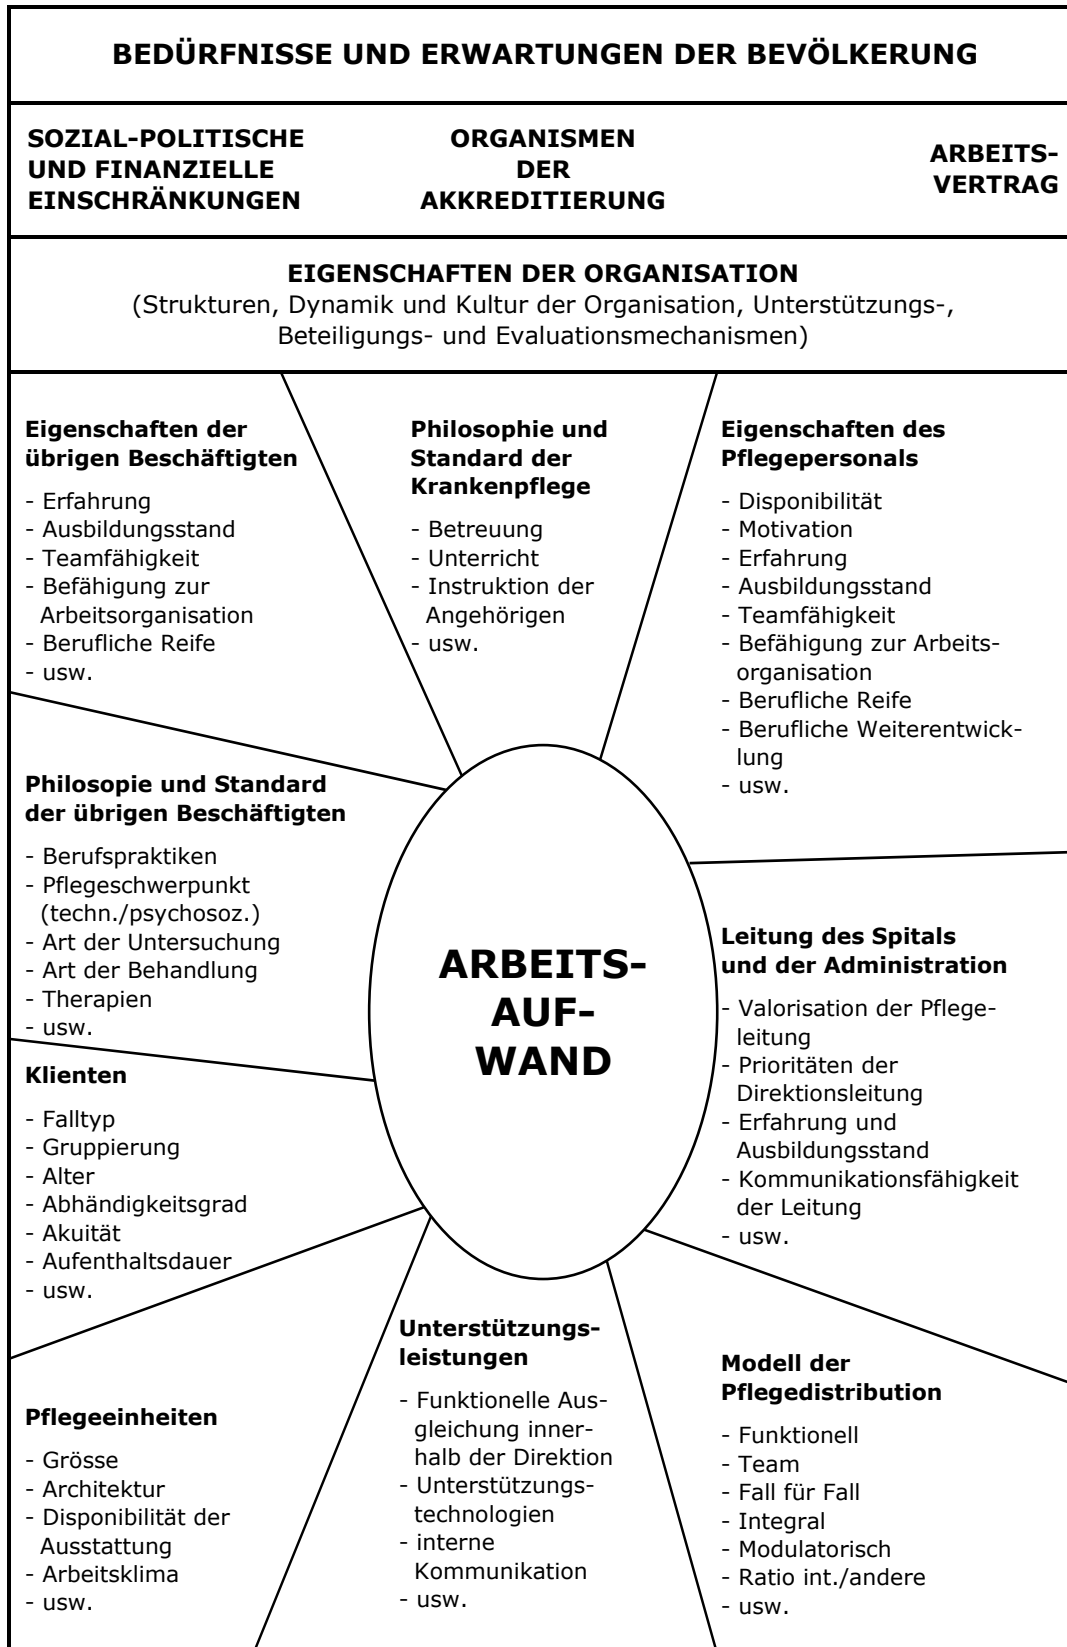 BEDÜRFNISSE UND ERWARTUNGEN DER BEVÖLKERUNG
SOZIAL-POLITISCHE
UND FINANZIELLE
EINSCHRÄNKUNGEN
ORGANISMEN
DER
AKKREDITIERUNG
ARBEITS-
VERTRAG
EIGENSCHAFTEN DER ORGANISATION
(Strukturen, Dynamik und Kultur der Organisation, Unterstützungs-,
Beteiligungs- und Evaluationsmechanismen)
Eigenschaften der
übrigen Beschäftigten
- Erfahrung
- Ausbildungsstand
- Teamfähigkeit
- Befähigung zur
Arbeitsorganisation
- Berufliche Reife
- usw.
Philosophie und
Standard der
Krankenpflege
- Betreuung
- Unterricht
- Instruktion der
Angehörigen
- usw.
Eigenschaften des
Pflegepersonals
- Disponibilität
- Motivation
- Erfahrung
- Ausbildungsstand
- Teamfähigkeit
- Befähigung zur Arbeits-
organisation
- Berufliche Reife
- Berufliche Weiterentwick-
lung
- usw.
Philosopie und Standard
der übrigen Beschäftigten
- Berufspraktiken
- Pflegeschwerpunkt
(techn./psychosoz.)
- Art der Untersuchung
- Art der Behandlung
- Therapien
- usw.
ARBEITS-
AUF-
WAND
Leitung des Spitals
und der Administration
- Valorisation der Pflege-
leitung
- Prioritäten der
Direktionsleitung
- Erfahrung und
Ausbildungsstand
- Kommunikationsfähigkeit
der Leitung
- usw.
Klienten
- Falltyp
- Gruppierung
- Alter
- Abhändigkeitsgrad
- Akuität
- Aufenthaltsdauer
- usw.
Pflegeeinheiten
- Grösse
- Architektur
- Disponibilität der
Ausstattung
- Arbeitsklima
- usw.
Unterstützungs-
leistungen
- Funktionelle Aus-
gleichung inner-
halb der Direktion
- Unterstützungs-
technologien
- interne
Kommunikation
- usw.
Modell der
Pflegedistribution
- Funktionell
- Team
- Fall für Fall
- Integral
- Modulatorisch
- Ratio int./andere
- usw.